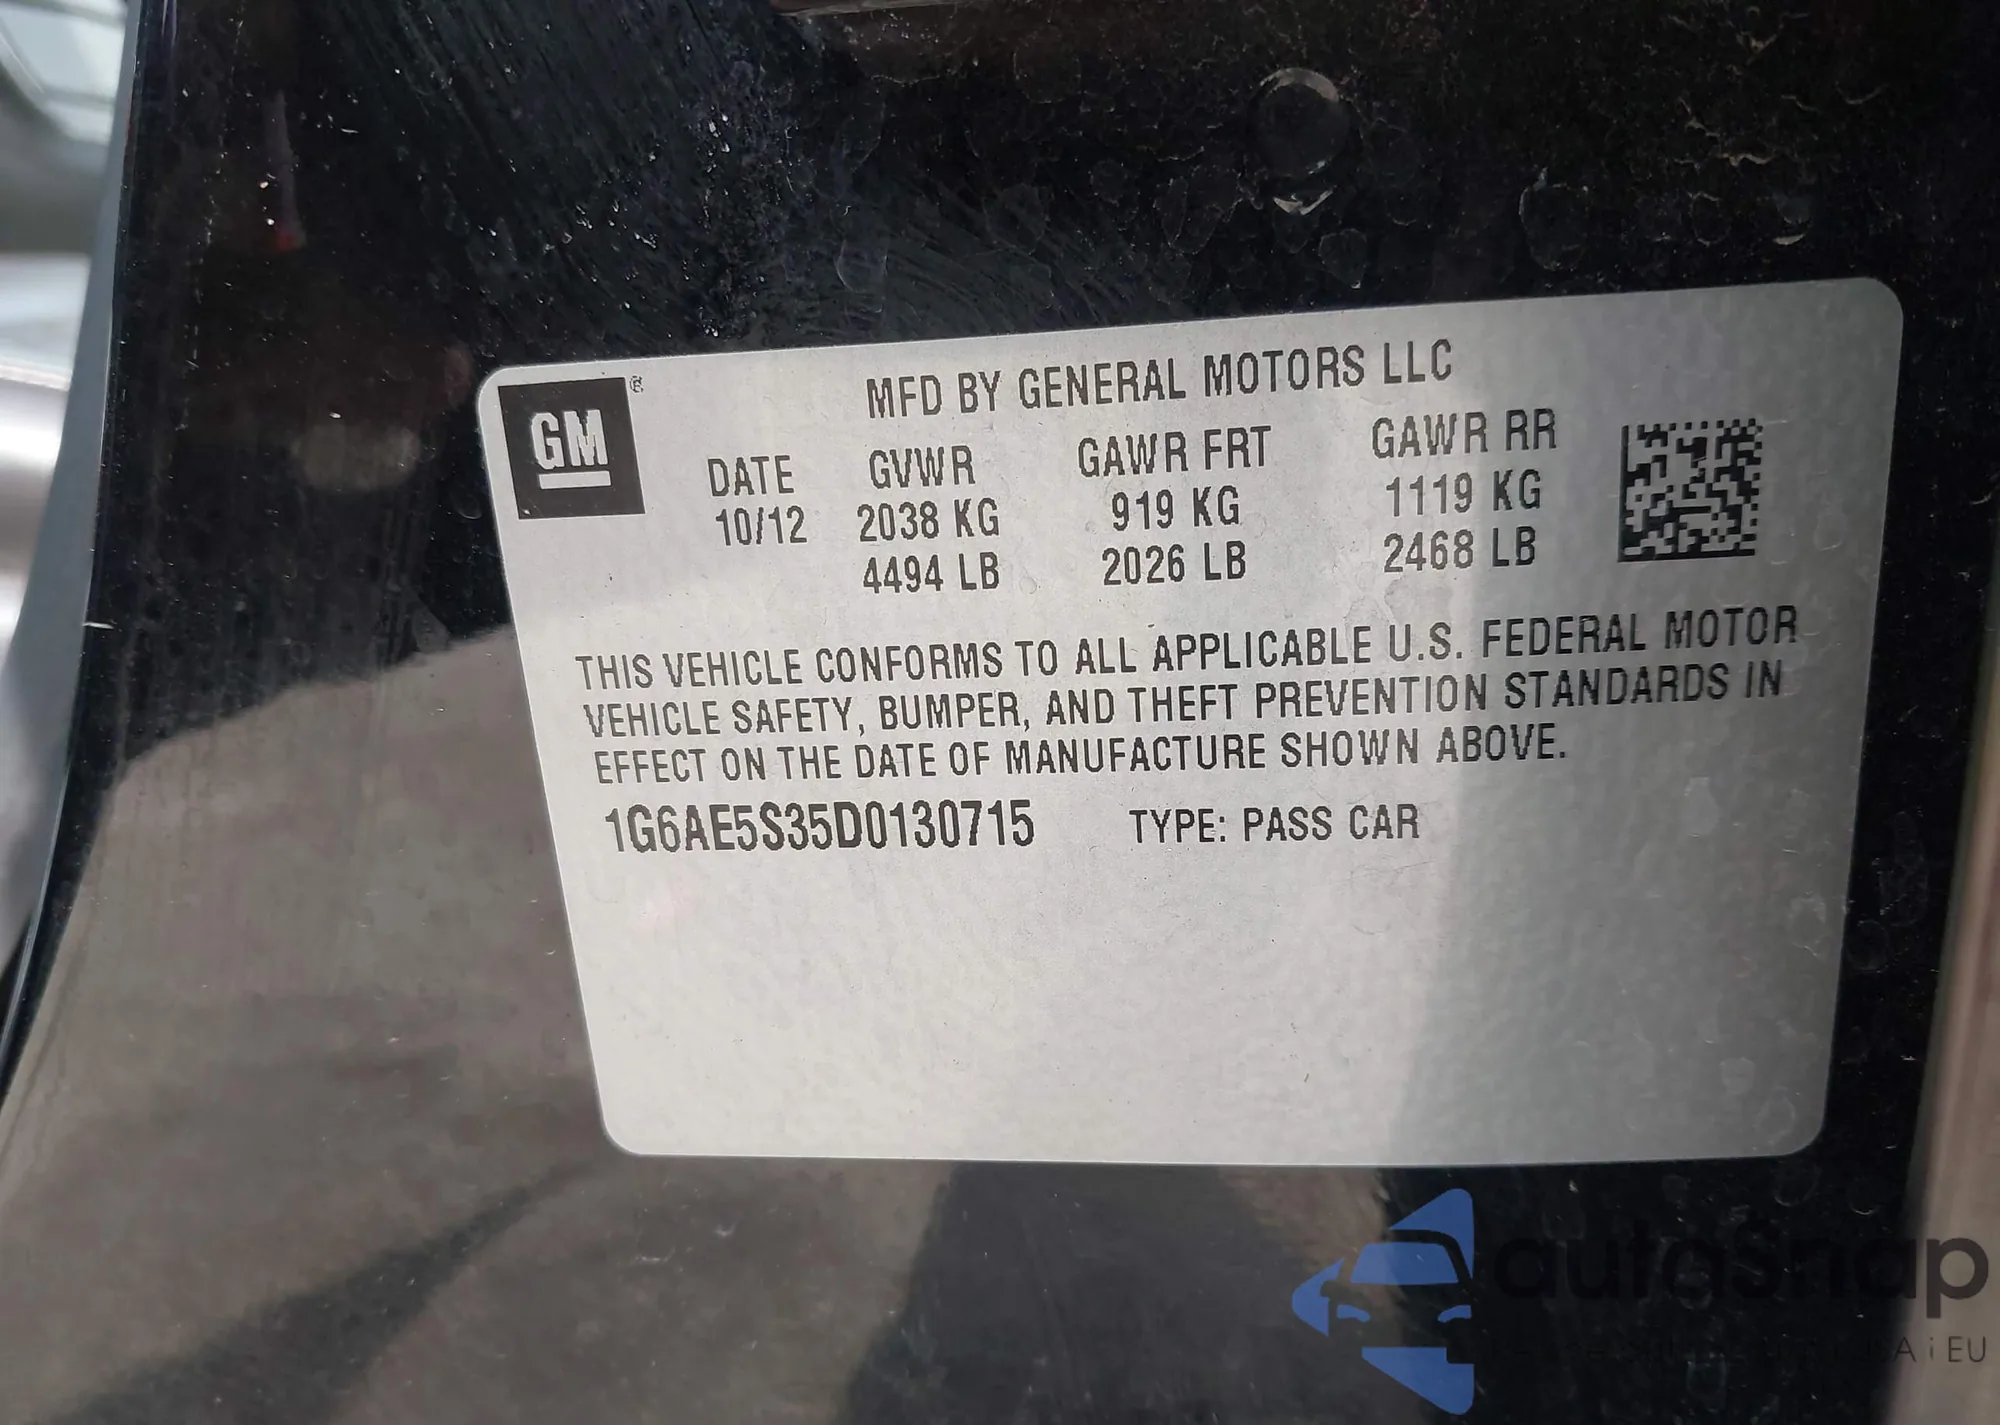 GM ®
MFD BY GENERAL MOTORS LLC
DATE GVWR GAWR FRT GAWR RR
10/12 2038 KG 919 KG 1119 KG
4494 LB 2026 LB 2468 LB
THIS VEHICLE CONFORMS TO ALL APPLICABLE U.S. FEDERAL MOTOR
VEHICLE SAFETY, BUMPER, AND THEFT PREVENTION STANDARDS IN
EFFECT ON THE DATE OF MANUFACTURE SHOWN ABOVE.
1G6AE5S35D0130715 TYPE: PASS CAR
autoSnap
i EU